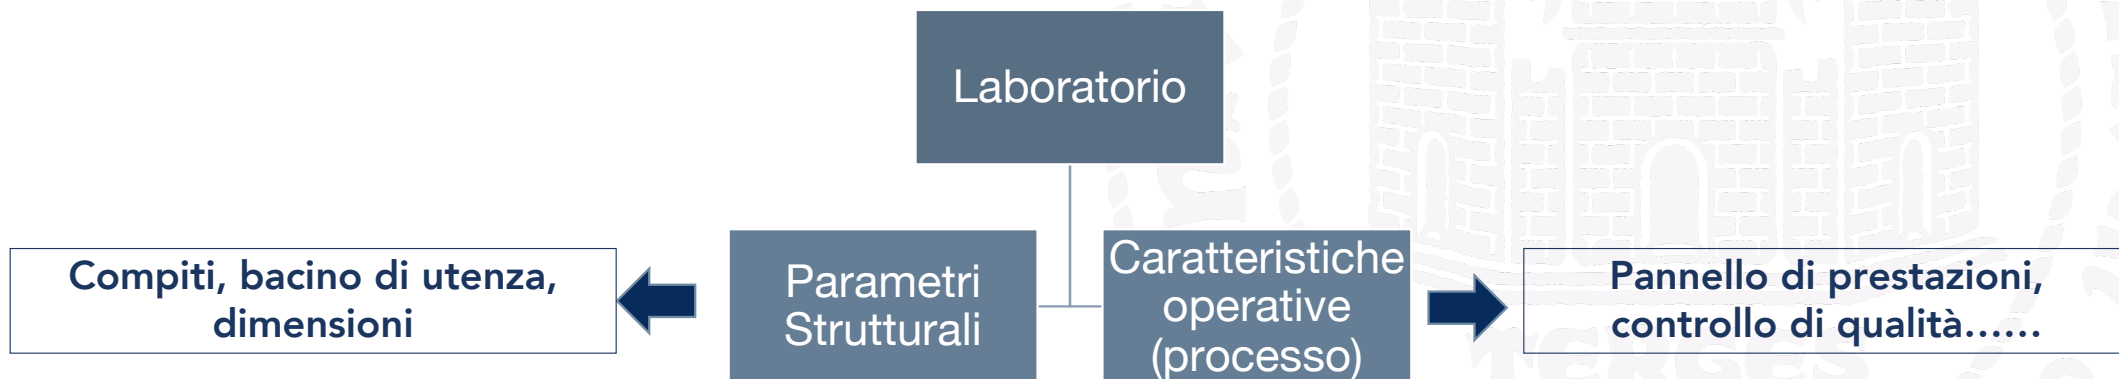 Laboratorio
Compiti, bacino di utenza,
dimensioni
Parametri
Strutturali
Caratteristiche
operative
(processo)
Pannello di prestazioni,
controllo di qualità......